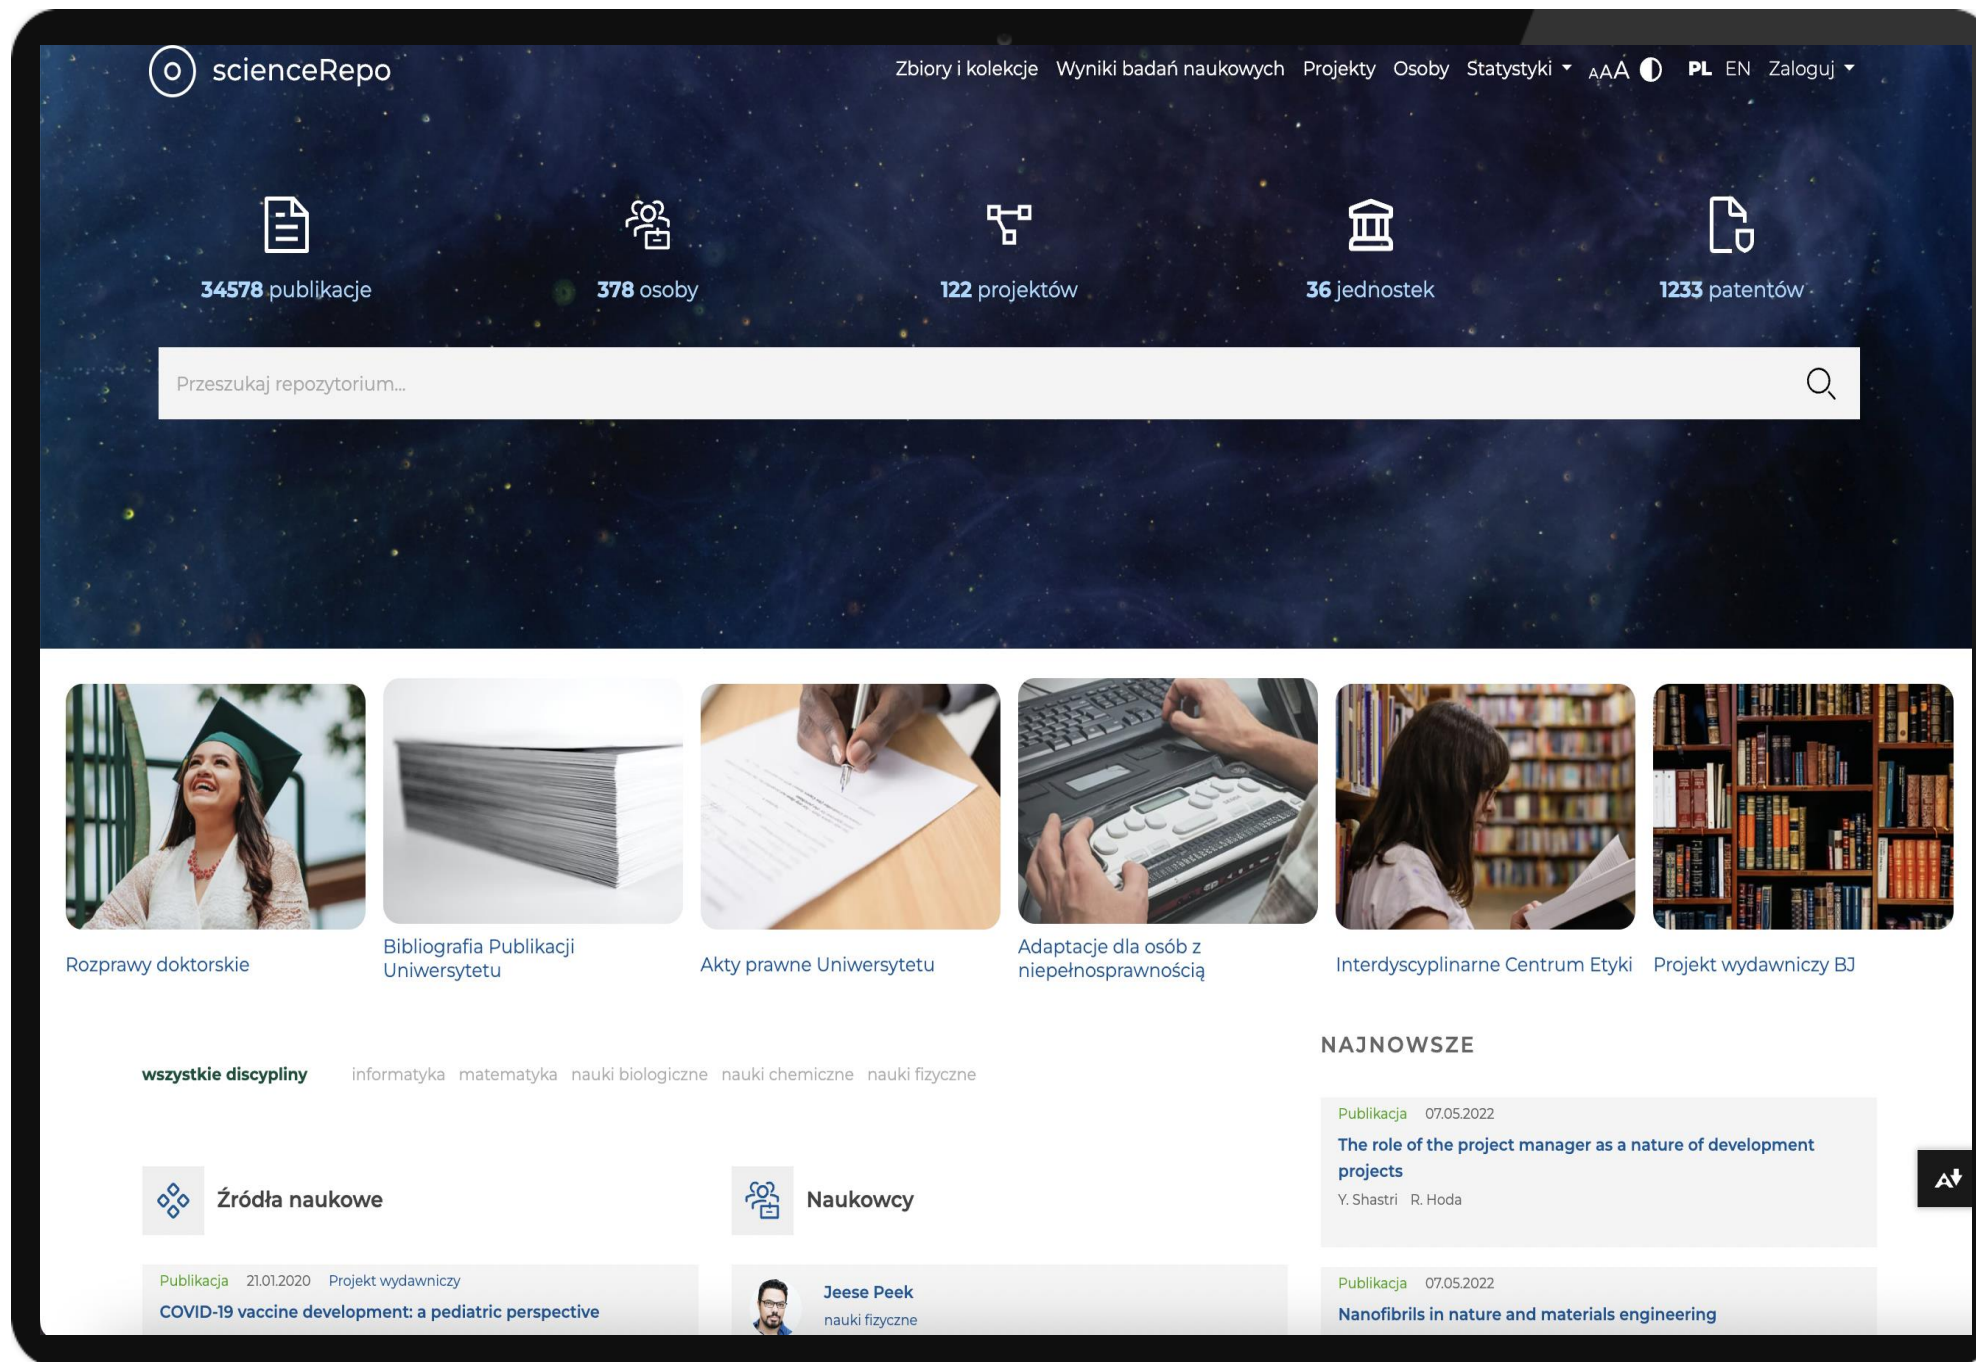 scienceRepo
Zbiory i kolekcje Wyniki badań naukowych Projekty Osoby Statystyki AAA PL EN Zaloguj
34578 publikacje
378 osoby
122 projektów
36 jednostek
1233 patentów
Przeszukaj repozytorium...
Rozprawy doktorskie
Bibliografia Publikacji
Uniwersytetu
Akty prawne Uniwersytetu
Adaptacje dla osób z
niepełnosprawnością
Interdyscyplinarne Centrum Etyki
Projekt wydawniczy BJ
wszystkie discypliny informatyka matematyka nauki biologiczne nauki chemiczne nauki fizyczne
Źródła naukowe
Publikacja 21.01.2020 Projekt wydawniczy
COVID-19 vaccine development: a pediatric perspective
Naukowcy
Jeese Peek
nauki fizyczne
NAJNOWSZE
Publikacja 07.05.2022
The role of the project manager as a nature of development
projects
Y. Shastri R. Hoda
Publikacja 07.05.2022
Nanofibrils in nature and materials engineering
A